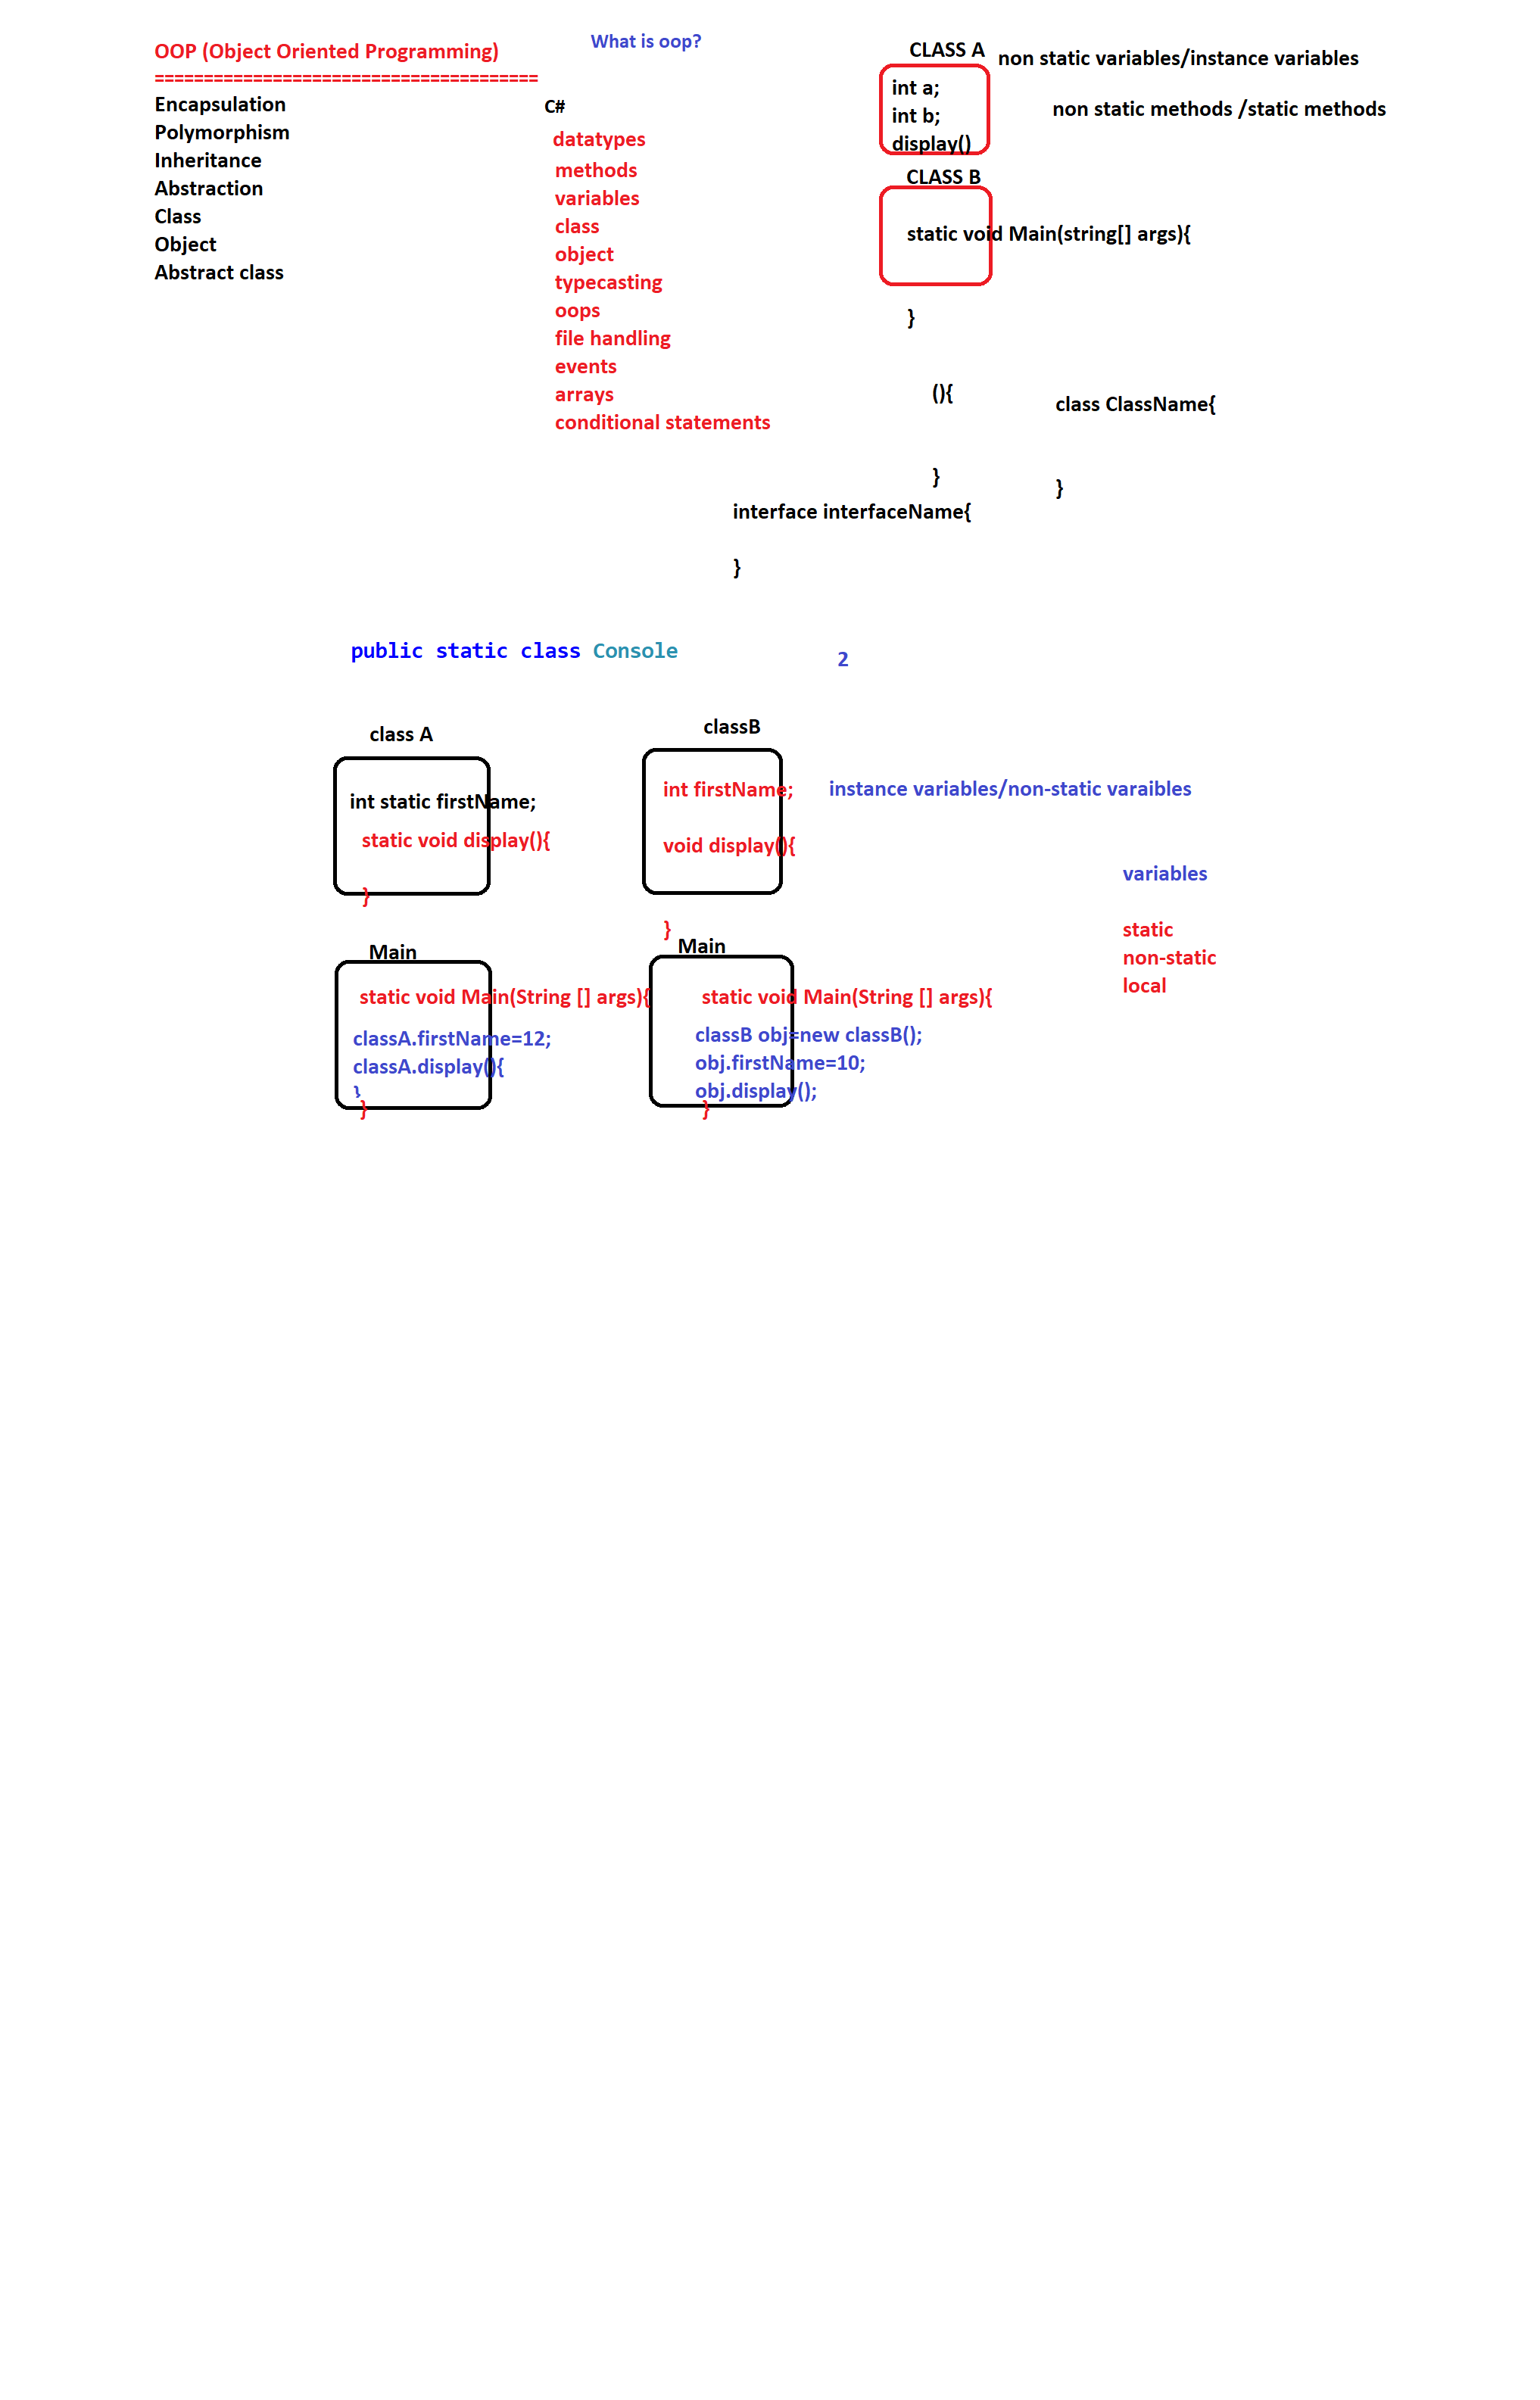 OOP (Object Oriented Programming)
=======================================
Encapsulation
Polymorphism
Inheritance
Abstraction
Class
Object
Abstract class
What is oop?
C#
datatypes
methods
variables
class
object
typecasting
oops
file handling
events
arrays
conditional statements
CLASS A
non static variables/instance variables
int a;
int b;
display()
non static methods /static methods
CLASS B
static void Main(string[] args){
}
(){
}
class ClassName{
}
interface interfaceName{
}
public static class Console
2
class A
int static firstName;
static void display(){
}
classB
int firstName;
void display(){
}
instance variables/non-static varaibles
variables
static
non-static
local
Main
static void Main(String [] args){
classA.firstName=12;
classA.display(){
}
}
Main
static void Main(String [] args){
classB obj=new classB();
obj.firstName=10;
obj.display();
}